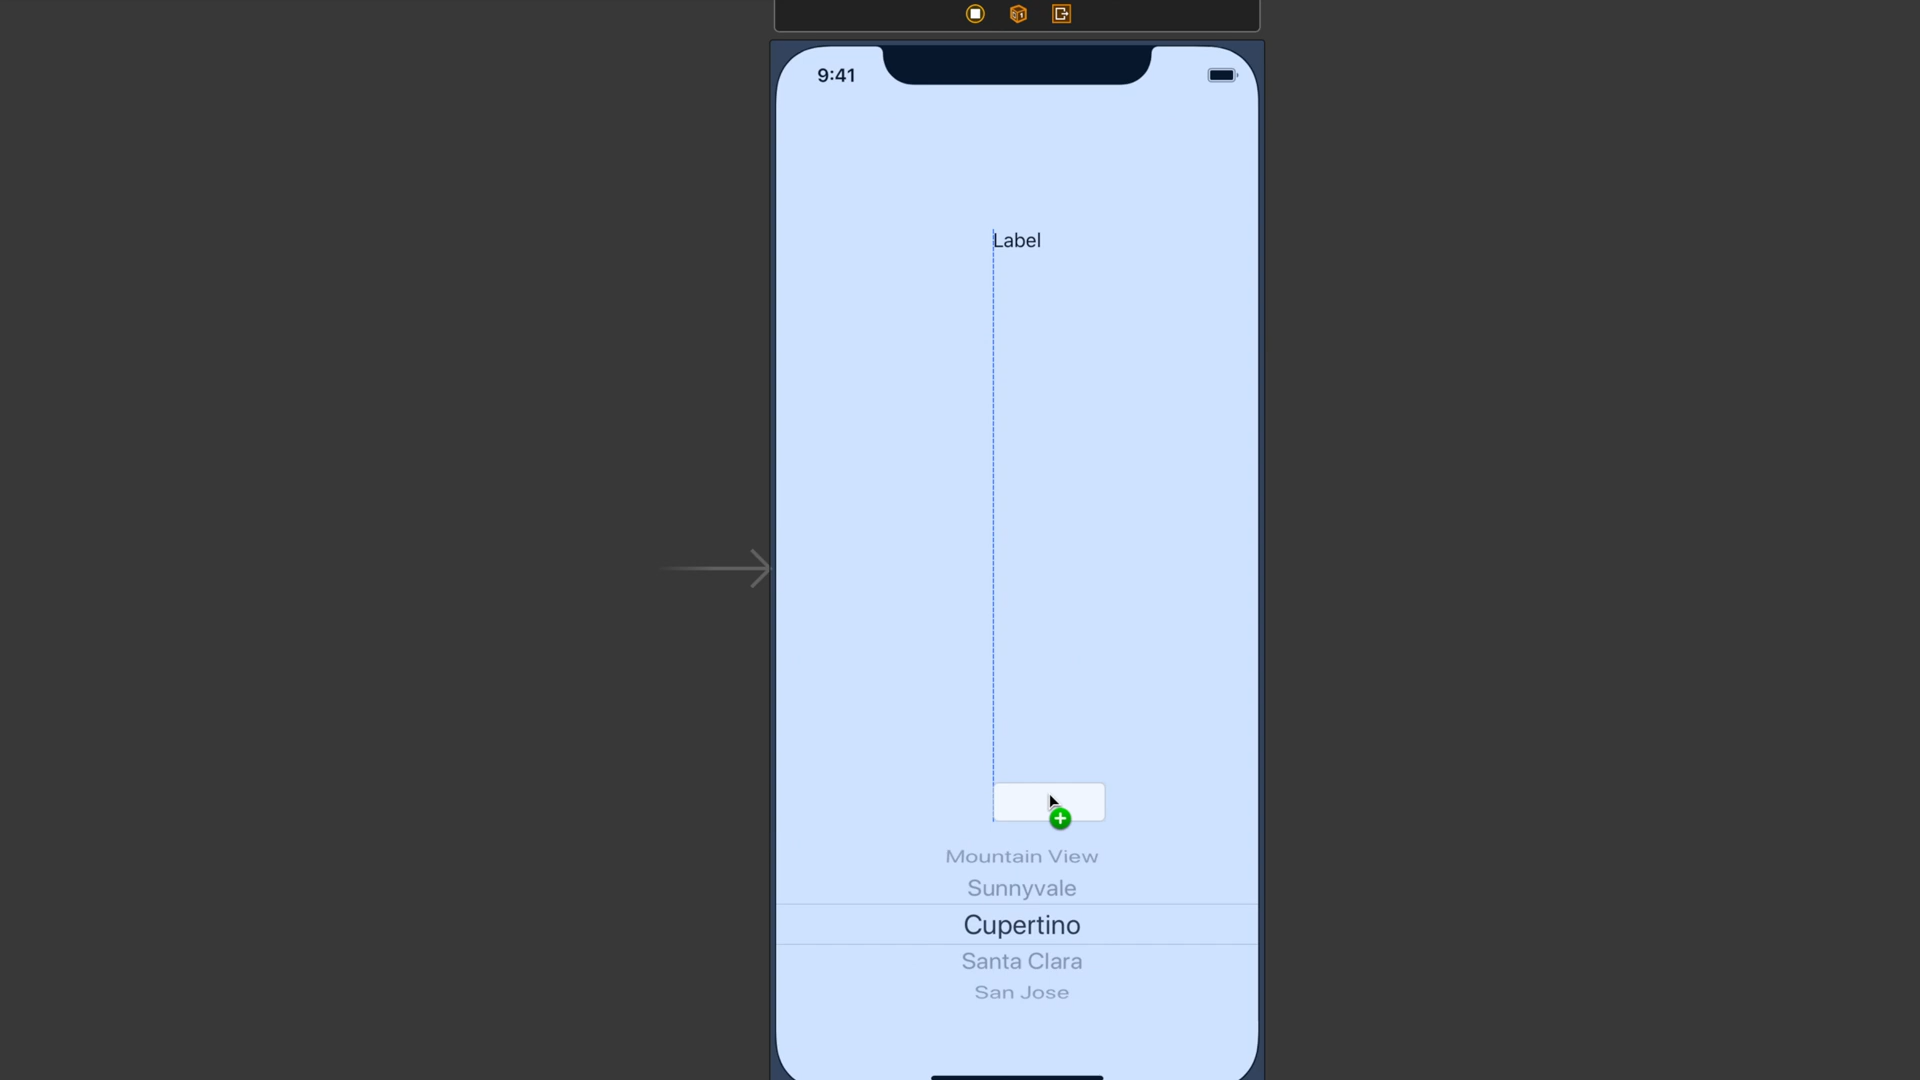 9:41
Label
Mountain View
Sunnyvale
Cupertino
Santa Clara
San Jose